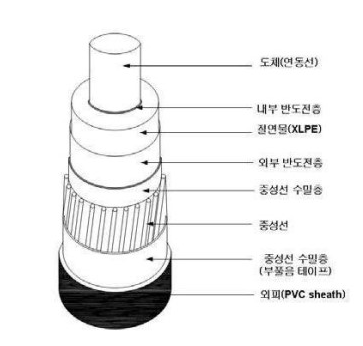 도체(연동선)
내부 반도전층
절연물(XLPE)
외부 반도전층
중성선 수밀층
중성선
중성선 수밀층
(부풀음 테이프)
외피(PVC sheath)